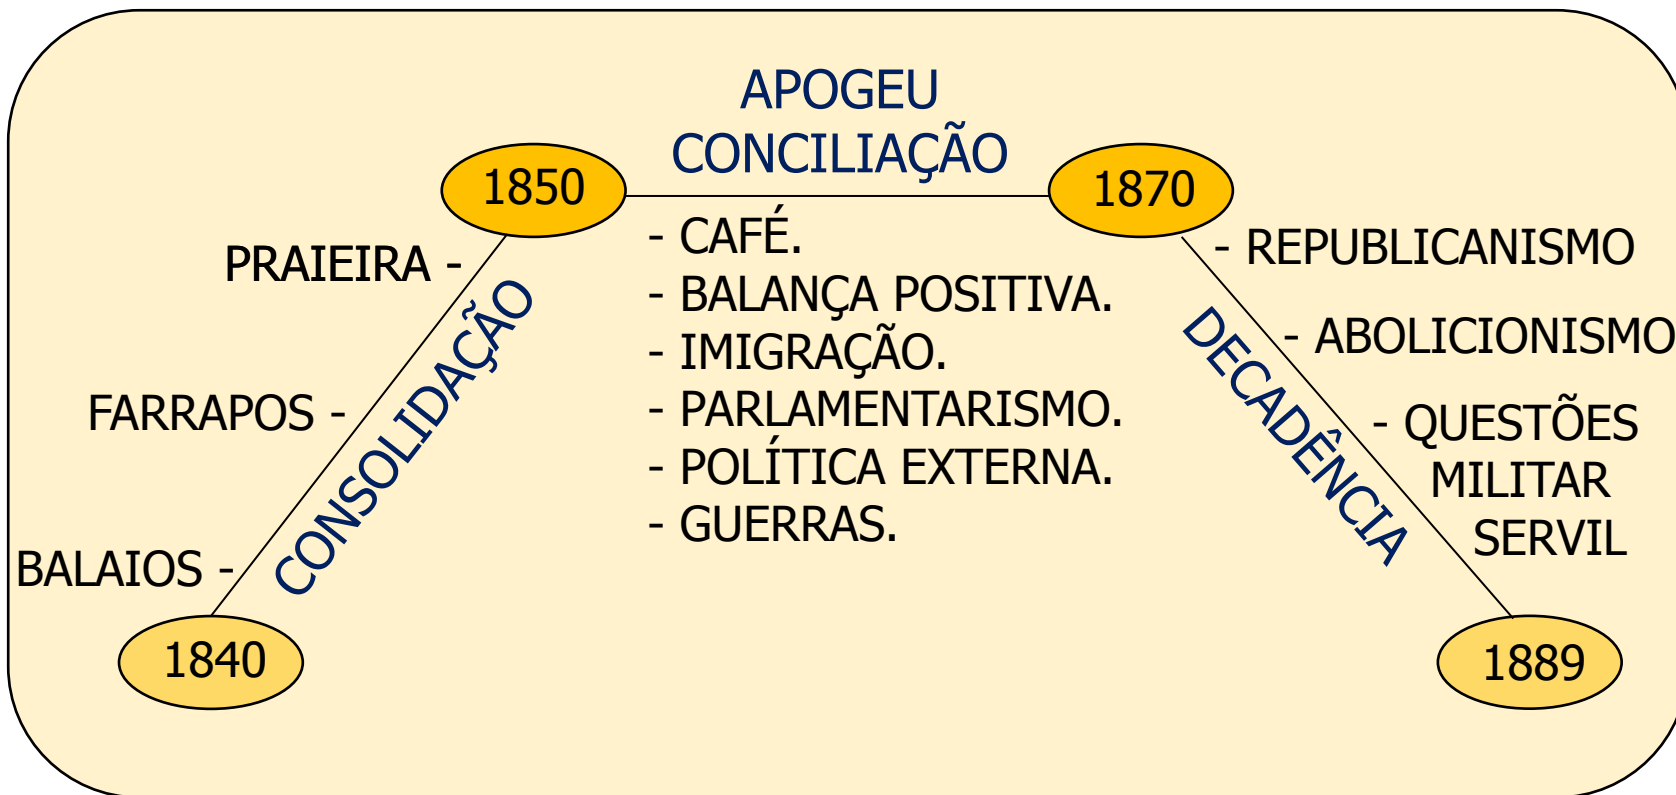 APOGEU
CONCILIAÇÃO
1850
1870
PRAIEIRA -
FARRAPOS -
BALAIOS -
CONSOLIDAÇÃO
1840
- CAFÉ.
- BALANÇA POSITIVA.
- IMIGRAÇÃO.
- PARLAMENTARISMO.
- POLÍTICA EXTERNA.
- GUERRAS.
- REPUBLICANISMO
- ABOLICIONISMO
- QUESTÕES
MILITAR
SERVIL
DECADÊNCIA
1889